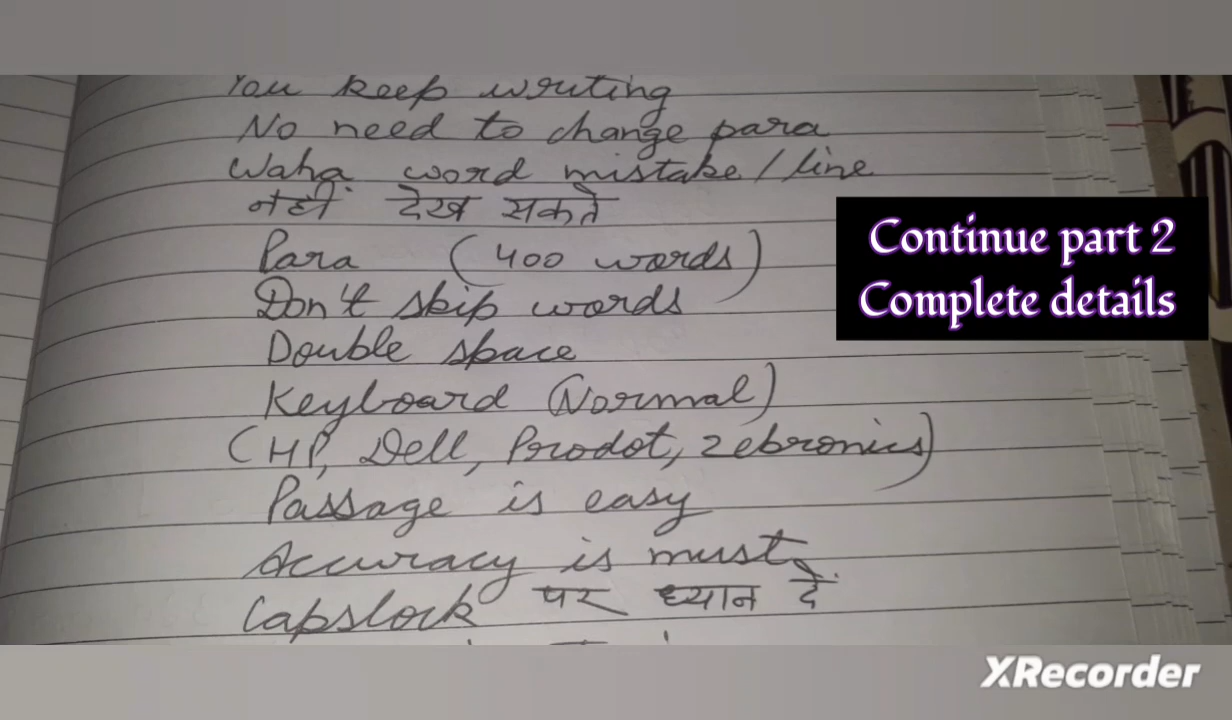 You keep writing
No need to change para
Waha word mistake / line
नहीं देख सकते
Para (400 words)
Don't skip words
Double space
Keyboard (Normal)
(HP, Dell, Prodot, Zebronics)
Passage is easy
Accuracy is must
Capslock पर ध्यान दें
Continue part 2
Complete details
XRecorder